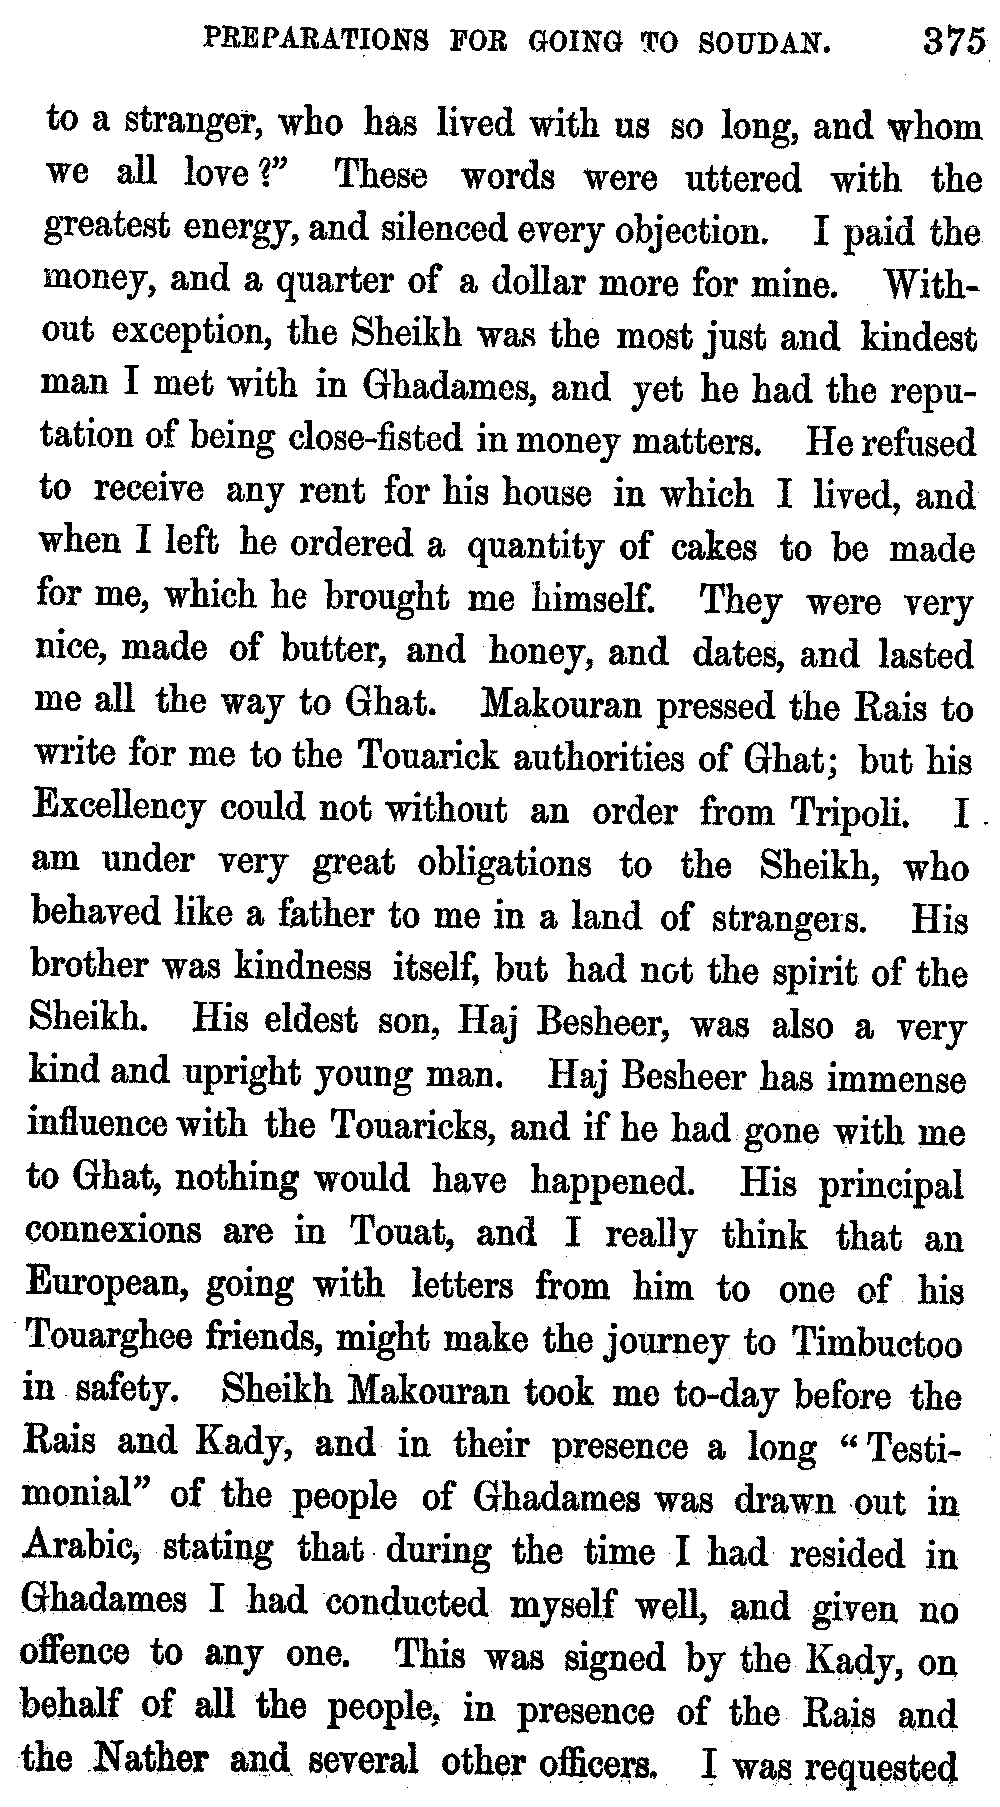 PREPARATIONS FOR GOING TO SOUDAN. 375
to a stranger, who has lived with us so long, and whom
we all love?” These words were uttered with the
greatest energy, and silenced every objection. I paid the
money, and a quarter of a dollar more for mine. With-
out exception, the Sheikh was the most just and kindest
man I met with in Ghadames, and yet he had the repu-
tation of being close-fisted in money matters. He refused
to receive any rent for his house in which I lived, and
when I left he ordered a quantity of cakes to be made
for me, which he brought me himself. They were very
nice, made of butter, and honey, and dates, and lasted
me all the way to Ghat. Makouran pressed the Rais to
write for me to the Touarick authorities of Ghat; but his
Excellency could not without an order from Tripoli. I
am under very great obligations to the Sheikh, who
behaved like a father to me in a land of strangers. His
brother was kindness itself, but had not the spirit of the
Sheikh. His eldest son, Haj Besheer, was also a very
kind and upright young man. Haj Besheer has immense
influence with the Touaricks, and if he had gone with me
to Ghat, nothing would have happened. His principal
connexions are in Touat, and I really think that an
European, going with letters from him to one of his
Touarghee friends, might make the journey to Timbuctoo
in safety. Sheikh Makouran took me to-day before the
Rais and Kady, and in their presence a long “Testi-
monial” of the people of Ghadames was drawn out in
Arabic, stating that during the time I had resided in
Ghadames I had conducted myself well, and given no
offence to any one. This was signed by the Kady, on
behalf of all the people, in presence of the Rais and
the Nather and several other officers. I was requested